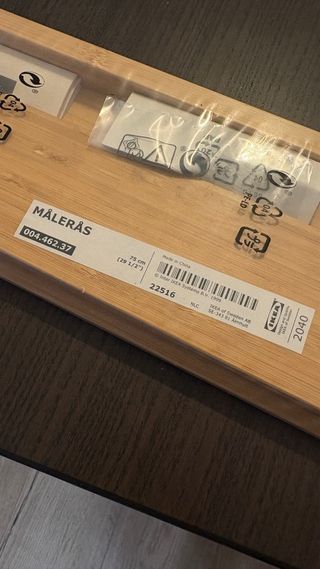 MÅLERÅS
004.462.37
75 cm
(29 1/2")
Made in China
© Inter IKEA Systems B.V. 1999
22516
NLC
IKEA of Sweden AB
SE-343 81 Älmhult
IKEA
2040